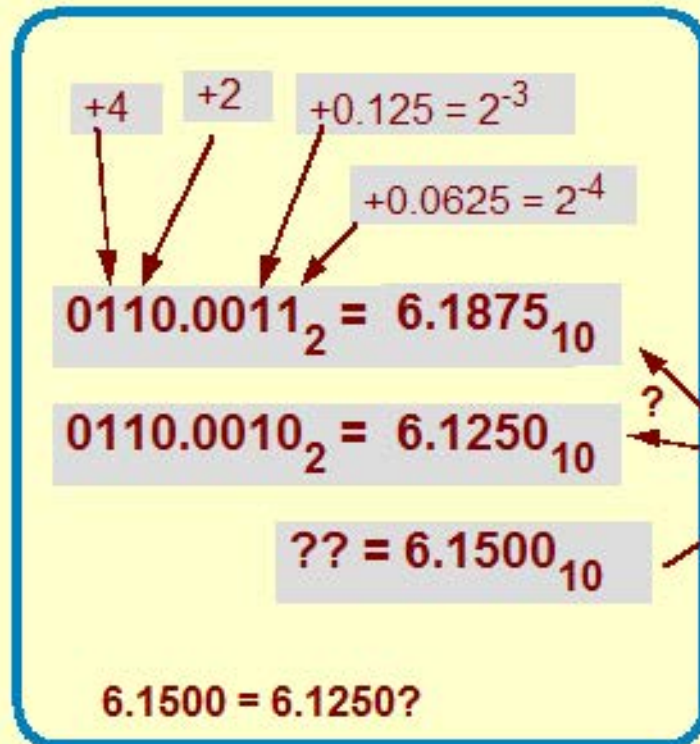 +4 +2 +0.125 = 2⁻³
+0.0625 = 2⁻⁴
0110.0011₂ = 6.1875₁₀
?
0110.0010₂ = 6.1250₁₀
?? = 6.1500₁₀
6.1500 = 6.1250?